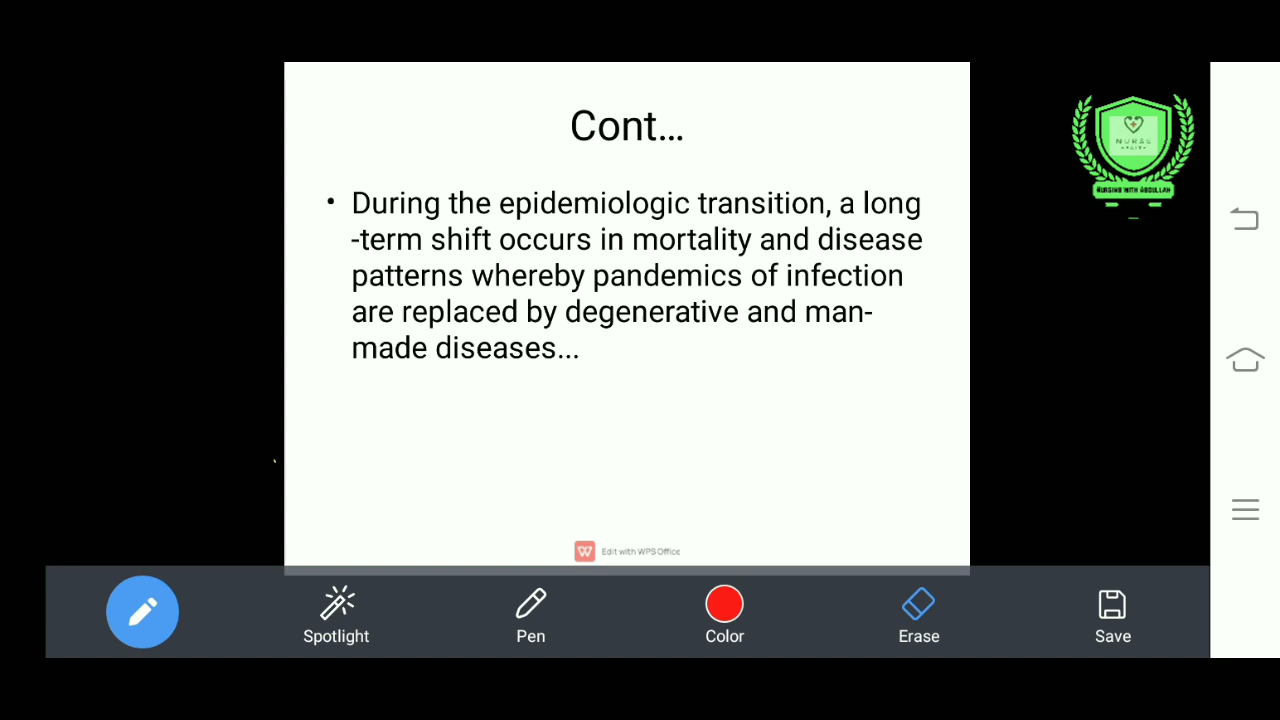 Cont...
• During the epidemiologic transition, a long
-term shift occurs in mortality and disease
patterns whereby pandemics of infection
are replaced by degenerative and man-
made diseases...
NURSE
HEALTH
NURSING WITH ABDULLAH
Edit with WPS Office
Spotlight
Pen
Color
Erase
Save